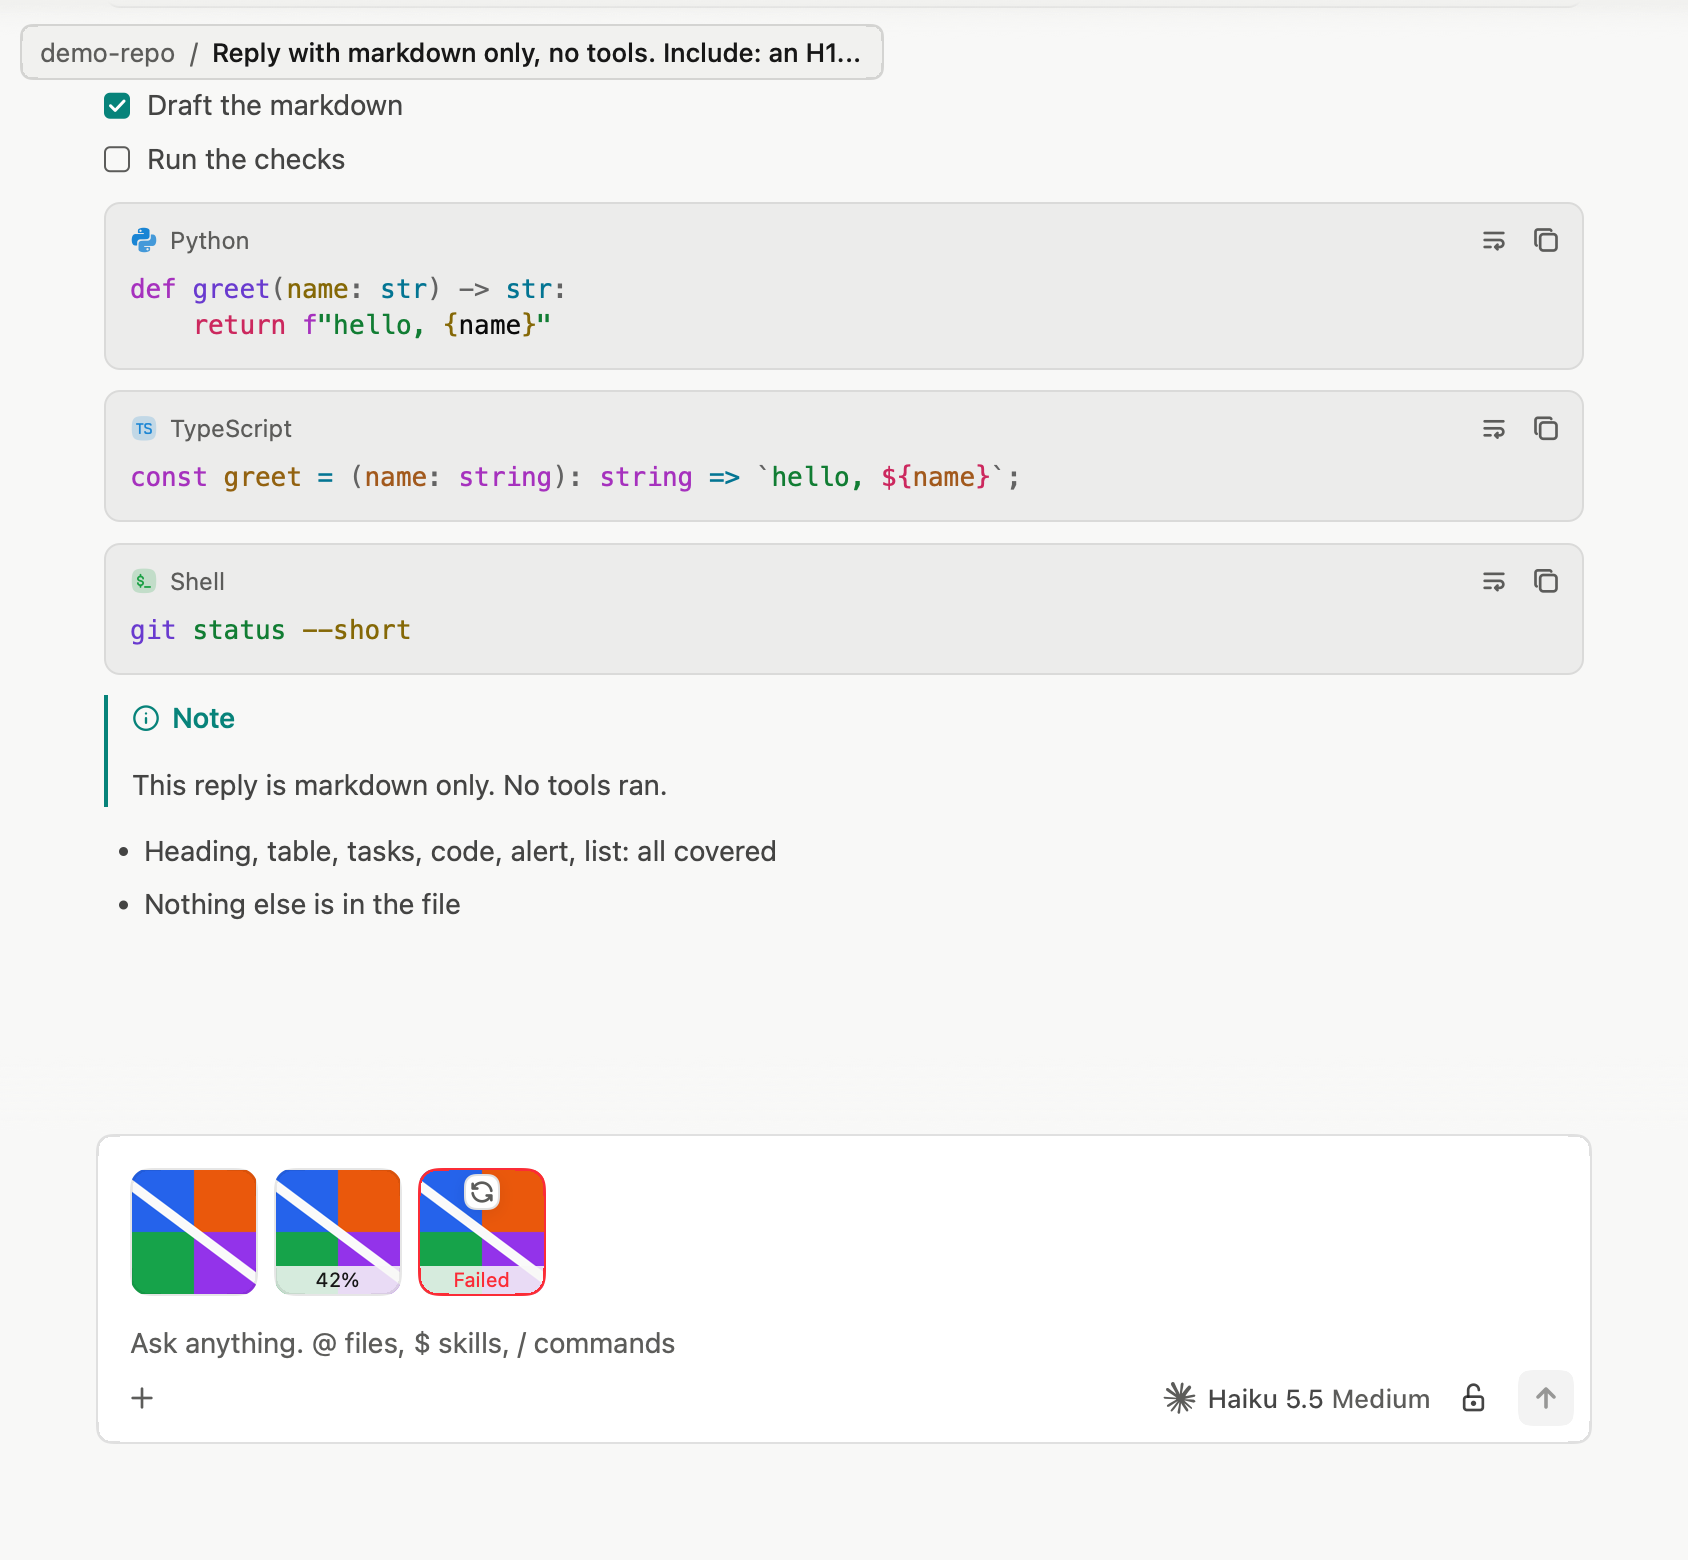 demo-repo / Reply with markdown only, no tools. Include: an H1...
Draft the markdown
Run the checks
Python
def greet(name: str) -> str:
    return f"hello, {name}"
TS TypeScript
const greet = (name: string): string => `hello, ${name}`;
$_ Shell
git status --short
Note
This reply is markdown only. No tools ran.
• Heading, table, tasks, code, alert, list: all covered
• Nothing else is in the file
42%
Failed
Ask anything. @ files, $ skills, / commands
Haiku 5.5 Medium